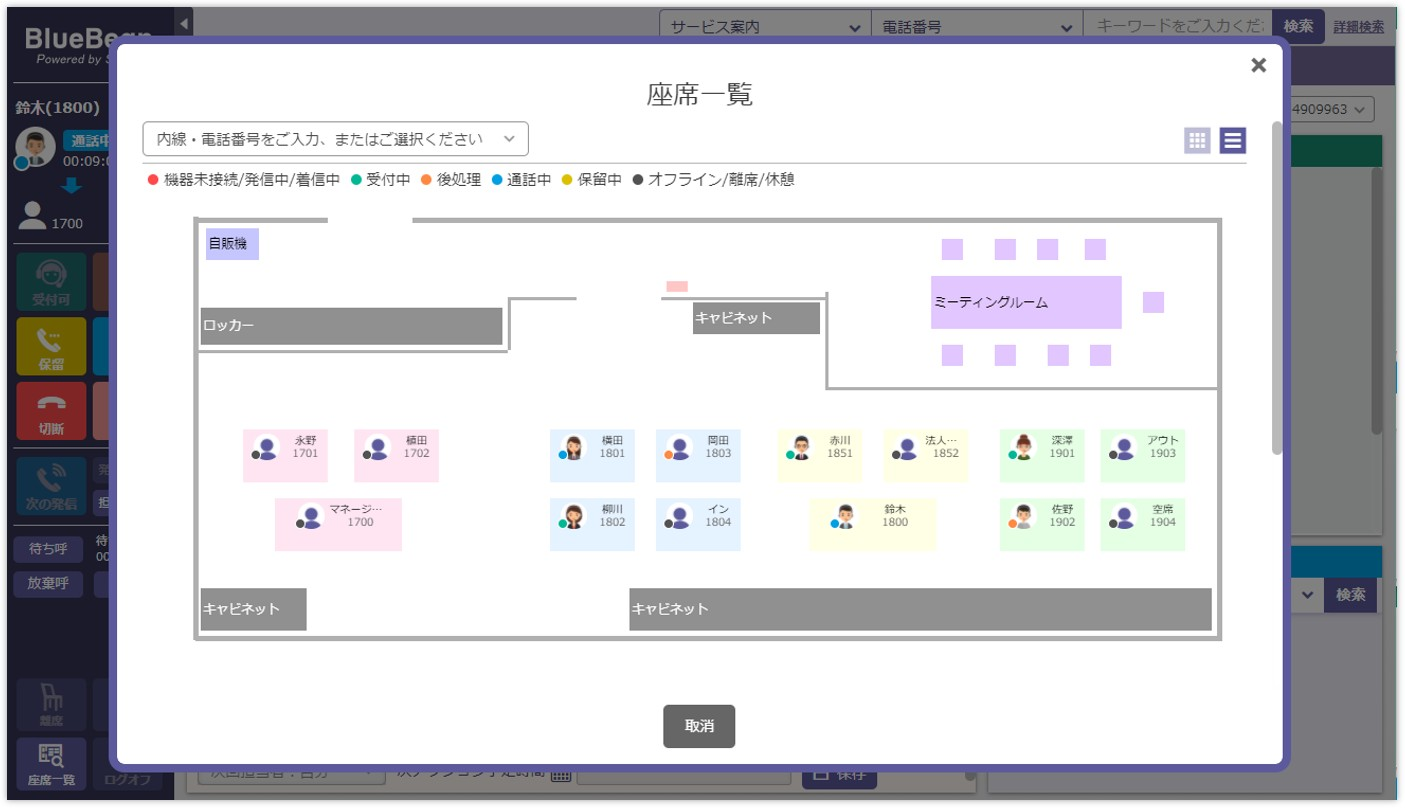 BlueBean
Powered by S
サービス案内
電話番号
キーワードをご入力くだ
検索
詳細検索
鈴木(1800)
通話中
00:09:0
1700
4909963
受付可
保留
切断
次の発信
待ち呼
待
00
放棄呼
離席
座席一覧
ログオフ
座席一覧
内線・電話番号をご入力、またはご選択ください
機器未接続/発信中/着信中 受付中 後処理 通話中 保留中 オフライン/離席/休憩
自販機
ロッカー
キャビネット
ミーティングルーム
永野
1701
植田
1702
横田
1801
岡田
1803
赤川
1851
法人…
1852
深澤
1901
アウト
1903
マネージ…
1700
柳川
1802
イン
1804
鈴木
1800
佐野
1902
空席
1904
キャビネット
キャビネット
取消
検索
保存